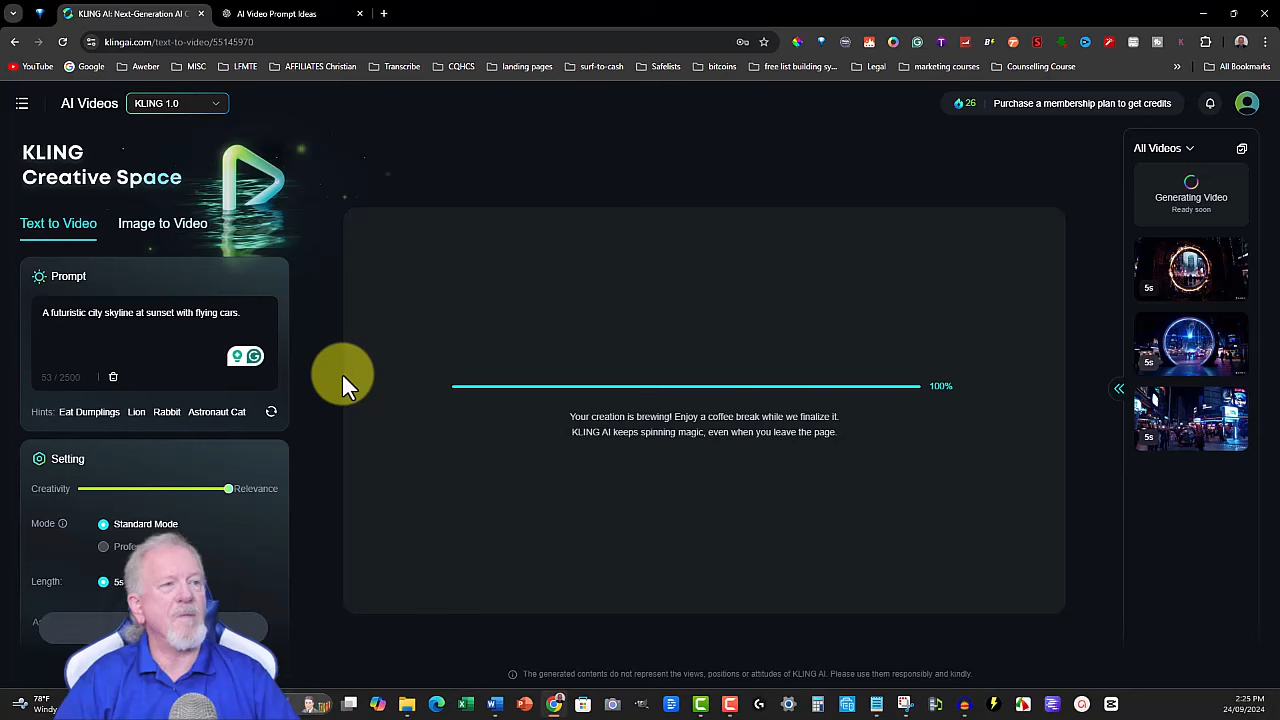 KLING AI: Next-Generation AI C
AI Video Prompt Ideas
klingai.com/text-to-video/55145970
YouTube
Google
Aweber
MISC
LFMTE
AFFILIATES Christian
Transcribe
CQHCS
landing pages
surf-to-cash
Safelists
bitcoins
free list building sy...
Legal
marketing courses
Counselling Course
All Bookmarks
AI Videos
KLING 1.0
26
Purchase a membership plan to get credits
KLING
Creative Space
All Videos
Generating Video
Ready soon
Text to Video
Image to Video
Prompt
5s
A futuristic city skyline at sunset with flying cars.
5s
53 / 2500
100%
Hints: Eat Dumplings Lion Rabbit Astronaut Cat
Your creation is brewing! Enjoy a coffee break while we finalize it.
KLING AI keeps spinning magic, even when you leave the page.
5s
Setting
Creativity
Relevance
Mode
Standard Mode
Length:
5s
The generated contents do not represent the views, positions or attitudes of KLING AI. Please use them responsibly and kindly.
78°F
Windy
2:25 PM
24/09/2024